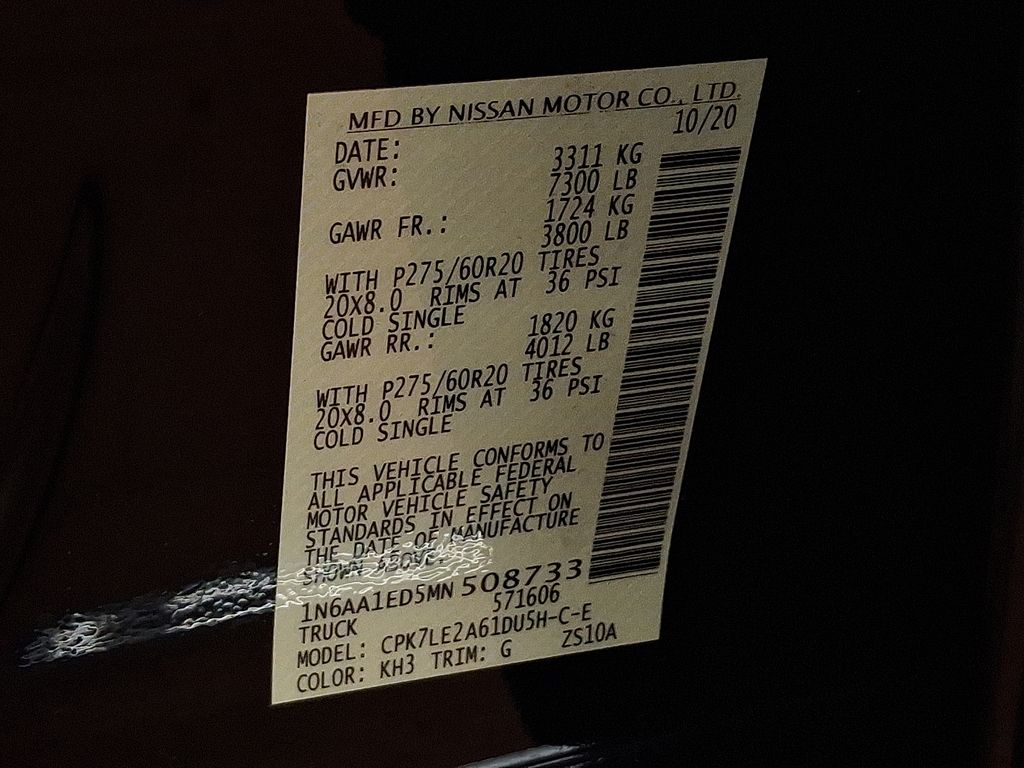 MFD BY NISSAN MOTOR CO., LTD.
DATE: 10/20
GVWR: 3311 KG
7300 LB
GAWR FR.: 1724 KG
3800 LB
WITH P275/60R20 TIRES
20X8.0 RIMS AT 36 PSI
COLD SINGLE
GAWR RR.: 1820 KG
4012 LB
WITH P275/60R20 TIRES
20X8.0 RIMS AT 36 PSI
COLD SINGLE
THIS VEHICLE CONFORMS TO
ALL APPLICABLE FEDERAL
MOTOR VEHICLE SAFETY
STANDARDS IN EFFECT ON
THE DATE OF MANUFACTURE
SHOWN ABOVE.
1N6AA1ED5MN508733
TRUCK 571606
MODEL: CPK7LE2A61DU5H-C-E
COLOR: KH3 TRIM: G ZS10A